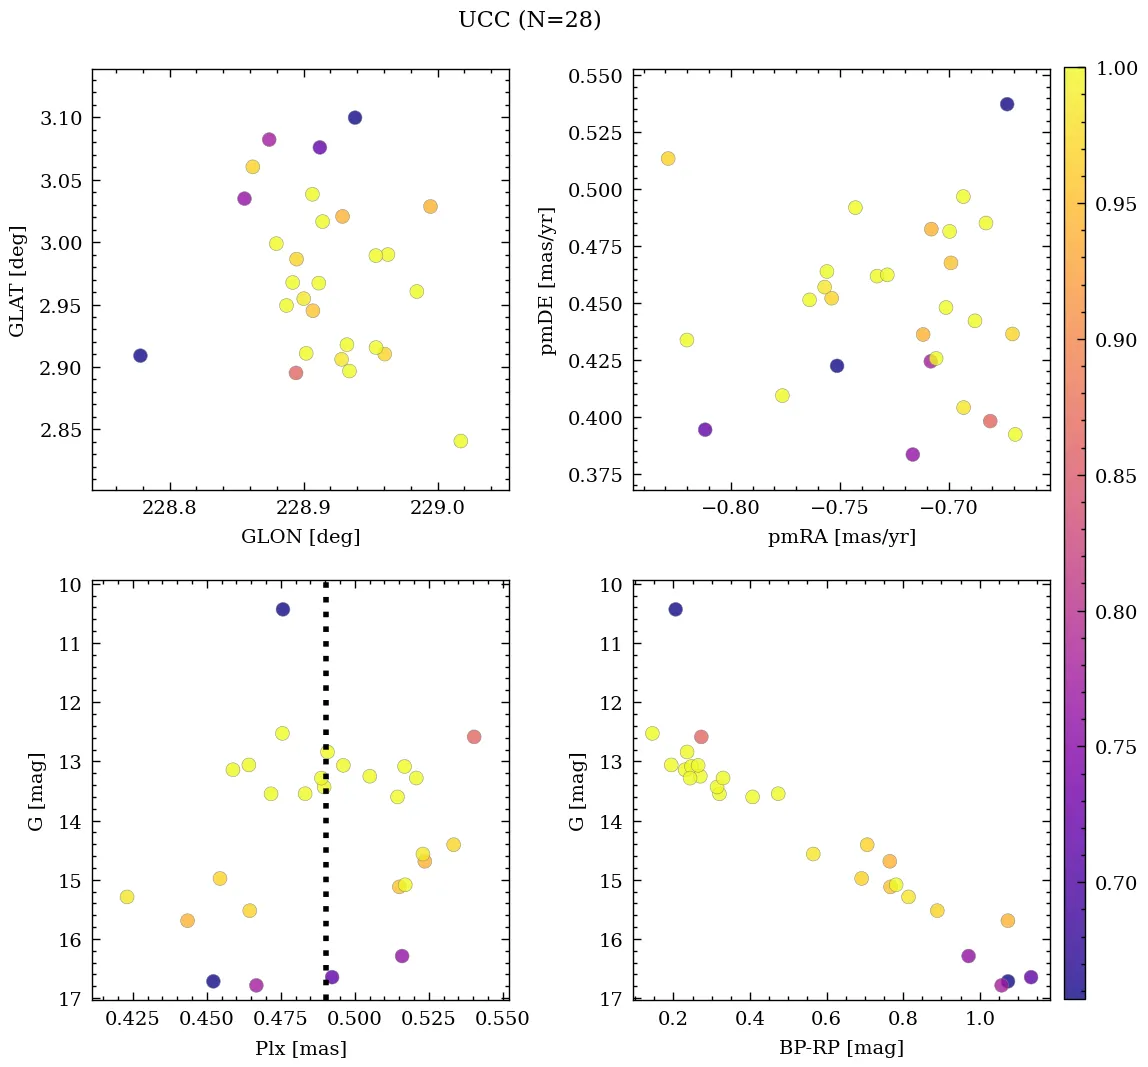 UCC (N=28)
3.10
3.05
3.00
2.95
2.90
2.85
GLAT [deg]
228.8 228.9 229.0
GLON [deg]
0.550
0.525
0.500
0.475
0.450
0.425
0.400
0.375
pmDE [mas/yr]
−0.80 −0.75 −0.70
pmRA [mas/yr]
10
11
12
13
14
15
16
17
G [mag]
0.425 0.450 0.475 0.500 0.525 0.550
Plx [mas]
10
11
12
13
14
15
16
17
G [mag]
0.2 0.4 0.6 0.8 1.0
BP-RP [mag]
1.00
0.95
0.90
0.85
0.80
0.75
0.70